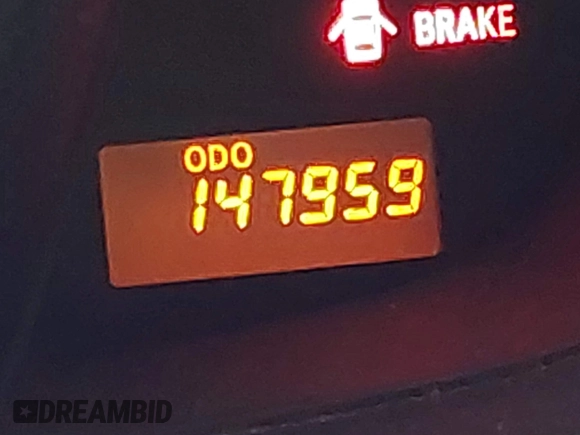 BRAKE
ODO
147959
DREAMBID